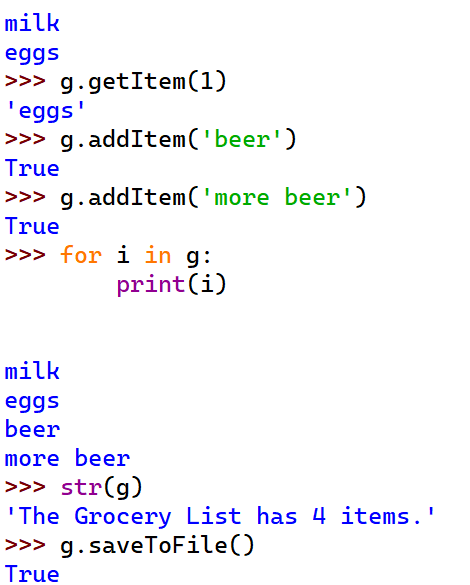 milk
eggs
>>> g.getItem(1)
'eggs'
>>> g.addItem('beer')
True
>>> g.addItem('more beer')
True
>>> for i in g:
        print(i)
milk
eggs
beer
more beer
>>> str(g)
'The Grocery List has 4 items.'
>>> g.saveToFile()
True